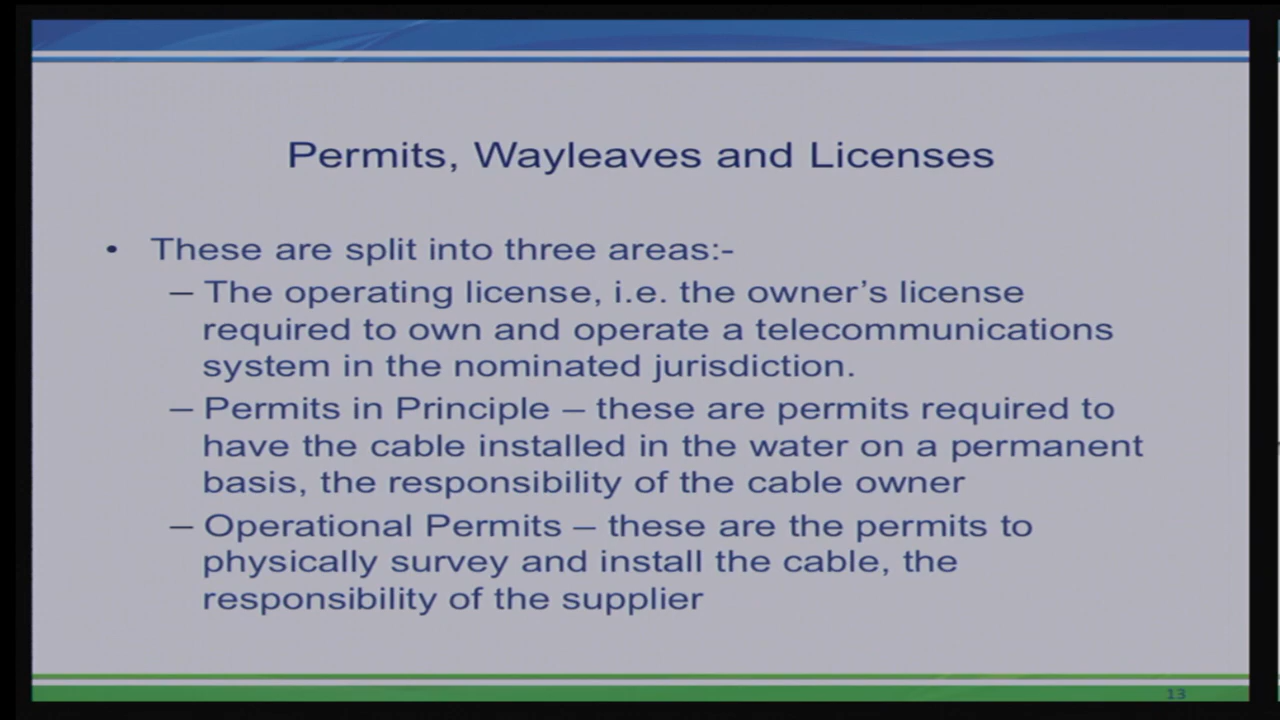 Permits, Wayleaves and Licenses
• These are split into three areas:-
– The operating license, i.e. the owner's license
required to own and operate a telecommunications
system in the nominated jurisdiction.
– Permits in Principle – these are permits required to
have the cable installed in the water on a permanent
basis, the responsibility of the cable owner
– Operational Permits – these are the permits to
physically survey and install the cable, the
responsibility of the supplier
13